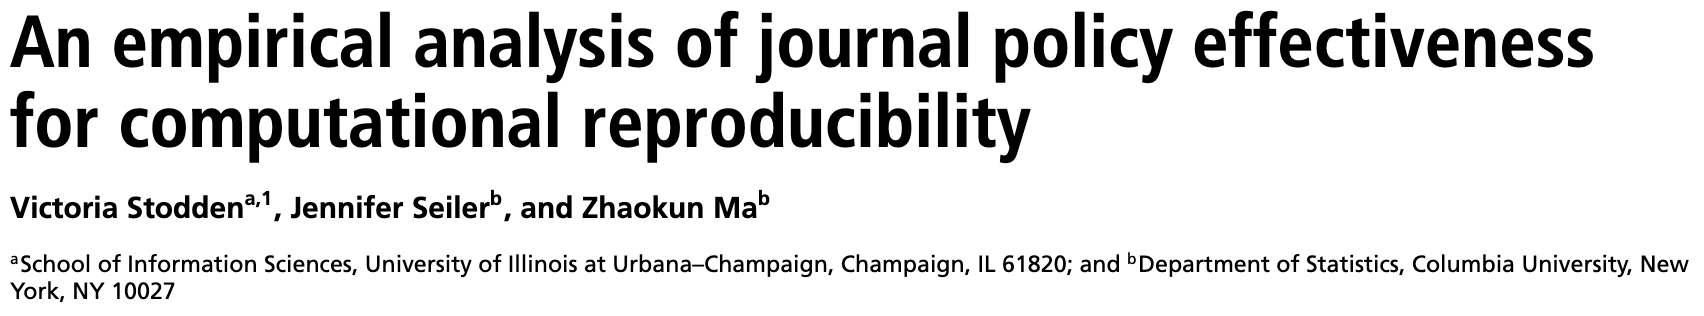 An empirical analysis of journal policy effectiveness
for computational reproducibility
Victoria Stodden^a,1, Jennifer Seiler^b, and Zhaokun Ma^b
^aSchool of Information Sciences, University of Illinois at Urbana–Champaign, Champaign, IL 61820; and ^bDepartment of Statistics, Columbia University, New
York, NY 10027